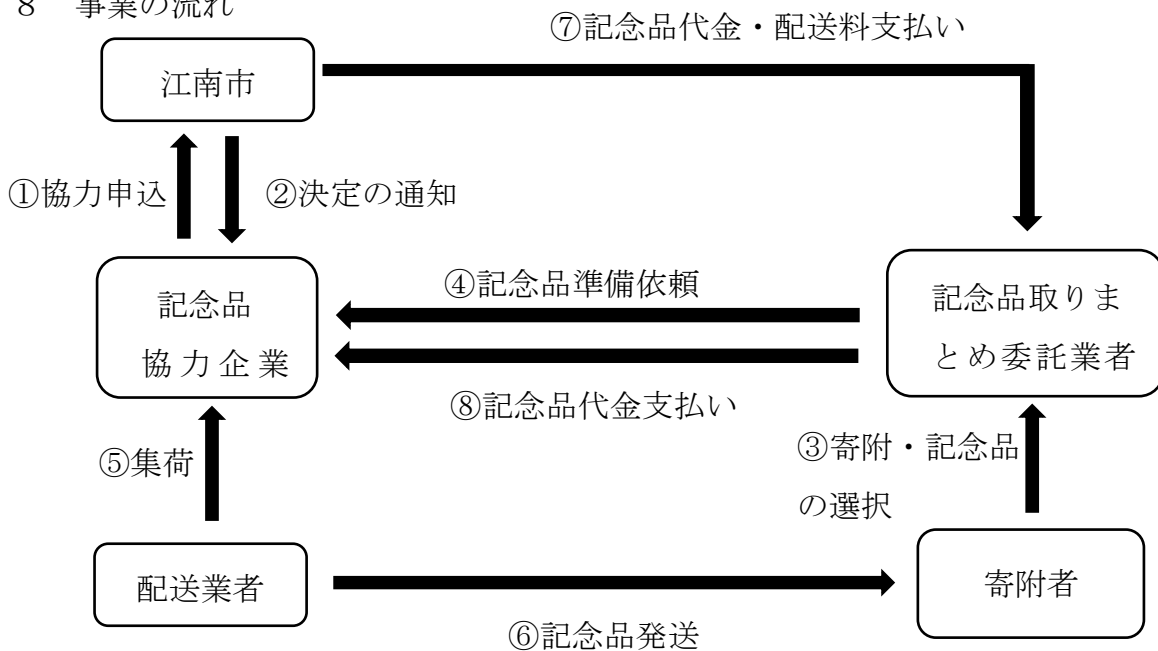 ８　事業の流れ
⑦記念品代金・配送料支払い
江南市
①協力申込
②決定の通知
記念品
協力企業
④記念品準備依頼
記念品取りま
とめ委託業者
⑧記念品代金支払い
⑤集荷
③寄附・記念品
の選択
配送業者
寄附者
⑥記念品発送